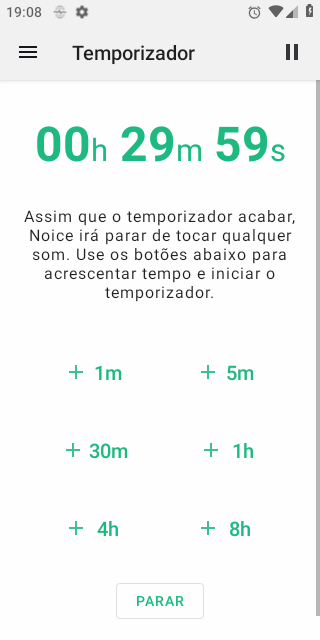 19:08
Temporizador
00h 29m 59s
Assim que o temporizador acabar,
Noice irá parar de tocar qualquer
som. Use os botões abaixo para
acrescentar tempo e iniciar o
temporizador.
+ 1m + 5m
+ 30m + 1h
+ 4h + 8h
PARAR